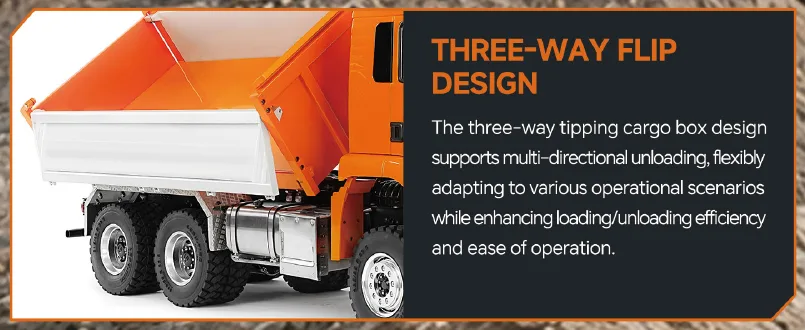 THREE-WAY FLIP
DESIGN
The three-way tipping cargo box design
supports multi-directional unloading, flexibly
adapting to various operational scenarios
while enhancing loading/unloading efficiency
and ease of operation.